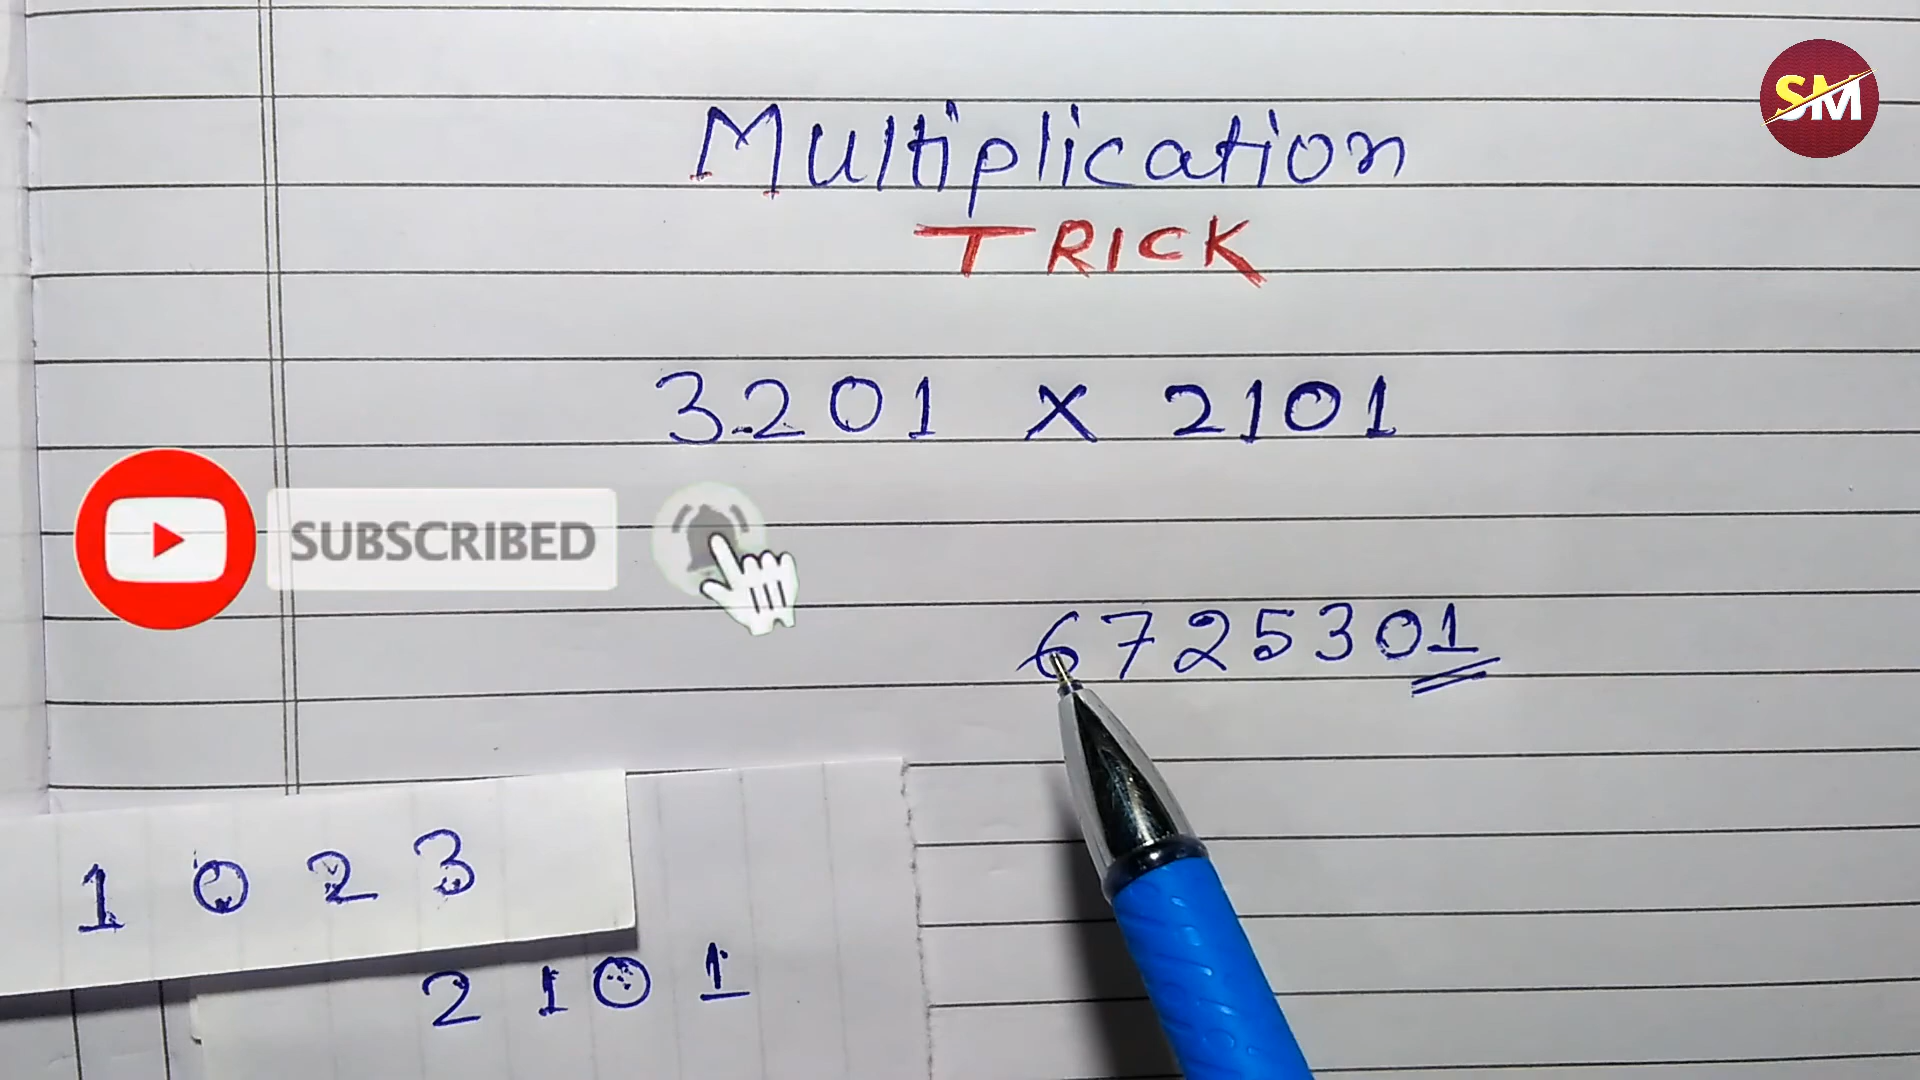 SM
Multiplication
TRICK
3201 X 2101
SUBSCRIBED
6725301
1 0 2 3
2 1 0 1